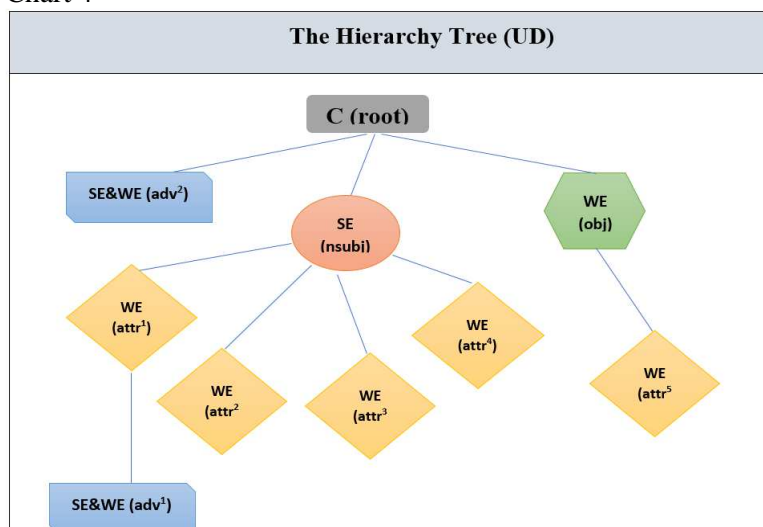 Chart 4
The Hierarchy Tree (UD)
C (root)
SE&WE (adv²)
SE
(nsubj)
WE
(obj)
WE
(attr¹)
WE
(attr²
WE
(attr³
WE
(attr⁴)
WE
(attr⁵
SE&WE (adv¹)